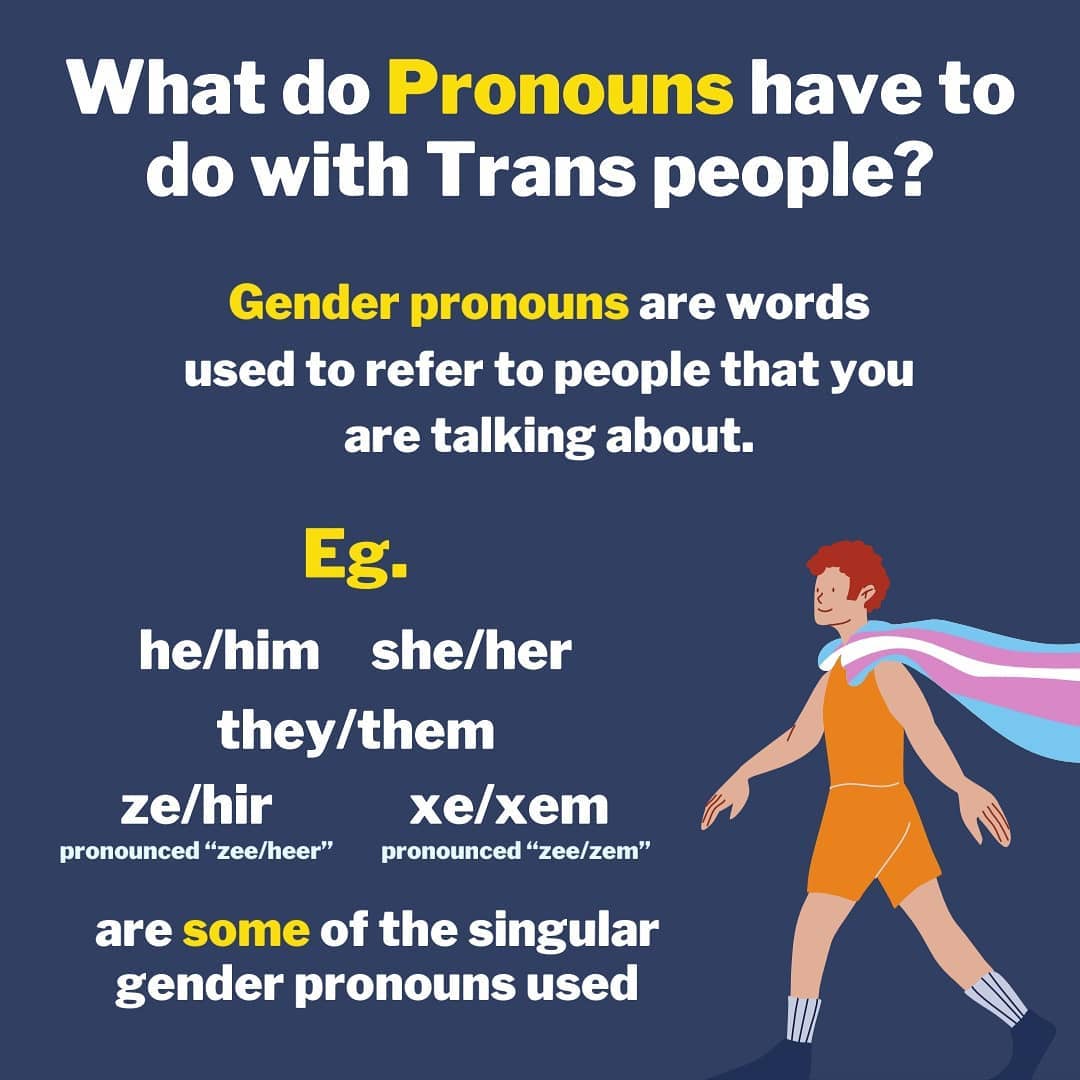 What do Pronouns have to
do with Trans people?
Gender pronouns are words
used to refer to people that you
are talking about.
Eg.
he/him she/her
they/them
ze/hir xe/xem
pronounced “zee/heer” pronounced “zee/zem”
are some of the singular
gender pronouns used